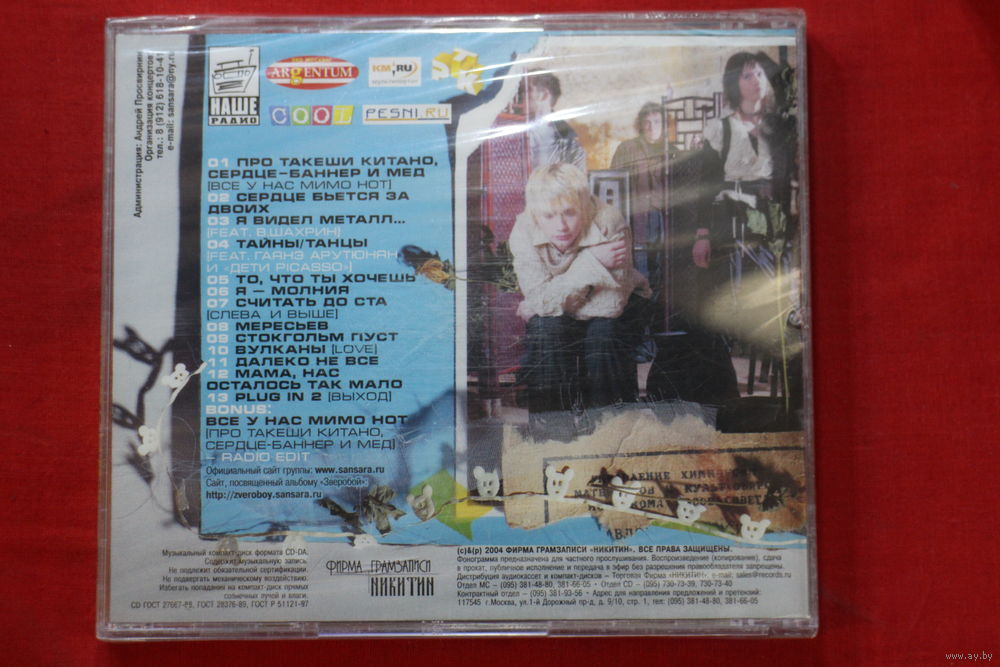 Администрация: Андрей Просвирнин
Организация концертов:
тел.: 8 (912) 618-10-41
e-mail: sansara@
НАШЕ
РАДИО
ARGENTUM
KM.RU
COOL
PESNI.RU
01 ПРО ТАКЕШИ КИТАНО,
СЕРДЦЕ-БАННЕР И МЕД
(ВСЕ У НАС МИМО НОТ)
02 СЕРДЦЕ БЬЕТСЯ ЗА
ДВОИХ
03 Я ВИДЕЛ МЕТАЛЛ...
(FEAT. В.ШАХРИН)
04 ТАЙНЫ/ТАНЦЫ
(FEAT. ГАЯНЭ АРУТЮНЯН
И «ДЕТИ PICASSO»)
05 ТО, ЧТО ТЫ ХОЧЕШЬ
06 Я – МОЛНИЯ
07 СЧИТАТЬ ДО СТА
(СЛЕВА И ВЫШЕ)
08 МЕРЕСЬЕВ
09 СТОКГОЛЬМ ПУСТ
10 ВУЛКАНЫ (LOVE)
11 ДАЛЕКО НЕ ВСЕ
12 МАМА, НАС
ОСТАЛОСЬ ТАК МАЛО
13 PLUG IN 2 (ВЫХОД)
BONUS:
ВСЕ У НАС МИМО НОТ
(ПРО ТАКЕШИ КИТАНО,
СЕРДЦЕ-БАННЕР И МЕД)
– RADIO EDIT
Официальный сайт группы: www.sansara.ru
Сайт, посвященный альбому «Зверобой»:
http://zveroboy.sansara.ru
Музыкальный компакт-диск формата CD-DA.
Содержит музыкальную запись.
Не подлежит обязательной сертификации.
Не подвергать механическому воздействию.
Избегать попадания на компакт-диск прямых
солнечных лучей и влаги.
CD ГОСТ 27667-88, ГОСТ 28376-89, ГОСТ Р 51121-97
ФИРМА ГРАМЗАПИСИ
НИКИТИН
(c)&(p) 2004 ФИРМА ГРАМЗАПИСИ «НИКИТИН». ВСЕ ПРАВА ЗАЩИЩЕНЫ.
Фонограмма предназначена для частного прослушивания. Воспроизведение (копирование), сдача
в прокат, публичное исполнение и передача в эфир без разрешения правообладателя запрещены.
Дистрибуция аудиокассет и компакт-дисков – Торговая Фирма «НИКИТИН», e-mail: sales@records.ru
Отдел МС – (095) 381-48-80, 381-66-05 • Отдел CD – (095) 730-73-39, 730-73-40
Контрактный отдел – (095) 381-93-56 • Адрес для направления предложений и претензий:
117545 г.Москва, ул.1-й Дорожный пр-д, д.9/10, стр. 1, тел: (095) 381-48-80, 381-66-05
www.ay.by